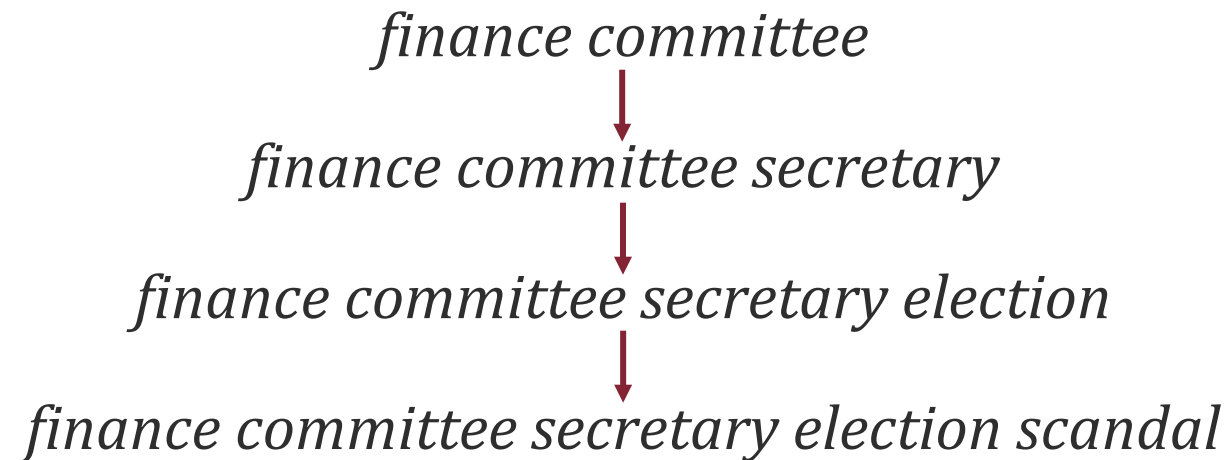 finance committee
finance committee secretary
finance committee secretary election
finance committee secretary election scandal